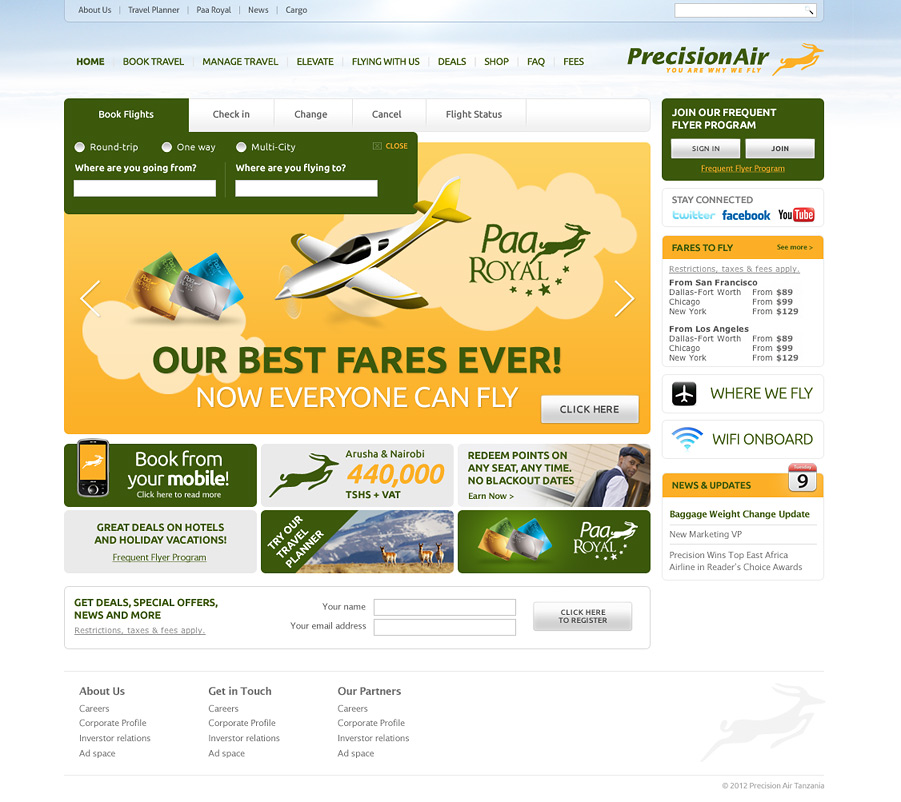 About Us | Travel Planner | Paa Royal | News | Cargo
HOME BOOK TRAVEL MANAGE TRAVEL ELEVATE FLYING WITH US DEALS SHOP FAQ FEES
PrecisionAir
YOU ARE WHY WE FLY
Book Flights Check in Change Cancel Flight Status
Round-trip One way Multi-City CLOSE
Where are you going from? Where are you flying to?
Paa
ROYAL
OUR BEST FARES EVER!
NOW EVERYONE CAN FLY
CLICK HERE
JOIN OUR FREQUENT
FLYER PROGRAM
SIGN IN JOIN
Frequent Flyer Program
STAY CONNECTED
twitter facebook YouTube
FARES TO FLY See more >
Restrictions, taxes & fees apply.
From San Francisco
Dallas-Fort Worth From $89
Chicago From $99
New York From $129
From Los Angeles
Dallas-Fort Worth From $89
Chicago From $99
New York From $129
WHERE WE FLY
WIFI ONBOARD
NEWS & UPDATES
Tuesday
9
Baggage Weight Change Update
New Marketing VP
Precision Wins Top East Africa
Airline in Reader's Choice Awards
Book from
your mobile!
Click here to read more
Arusha & Nairobi
440,000
TSHS + VAT
REDEEM POINTS ON
ANY SEAT, ANY TIME.
NO BLACKOUT DATES
Earn Now >
GREAT DEALS ON HOTELS
AND HOLIDAY VACATIONS!
Frequent Flyer Program
TRY OUR
TRAVEL
PLANNER
Paa
ROYAL
GET DEALS, SPECIAL OFFERS,
NEWS AND MORE
Restrictions, taxes & fees apply.
Your name
Your email address
CLICK HERE
TO REGISTER
About Us Get in Touch Our Partners
Careers Careers Careers
Corporate Profile Corporate Profile Corporate Profile
Inverstor relations Inverstor relations Inverstor relations
Ad space Ad space Ad space
© 2012 Precision Air Tanzania